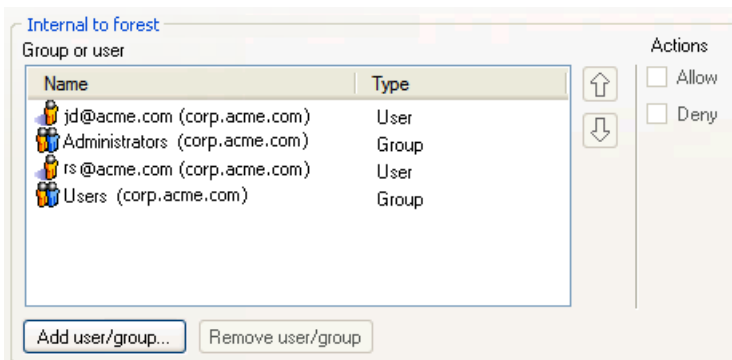 Internal to forest
Group or user
Actions
Name Type
Allow
jd@acme.com (corp.acme.com) User
Deny
Administrators (corp.acme.com) Group
rs@acme.com (corp.acme.com) User
Users (corp.acme.com) Group
Add user/group... Remove user/group